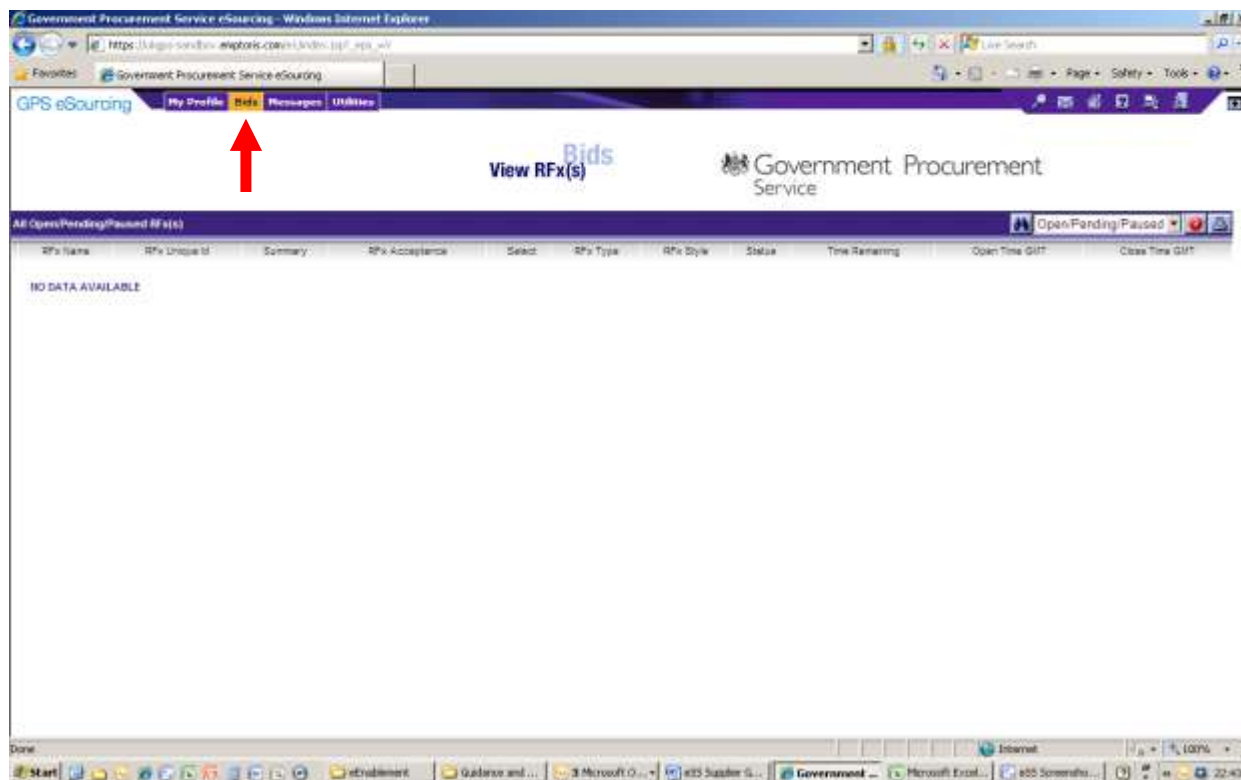 Government Procurement Service eSourcing - Windows Internet Explorer
Live Search
Favorites Government Procurement Service eSourcing Page Safety Tools
GPS eSourcing My Profile Bids Messages Utilities
Bids
View RFx(s)
Government Procurement
Service
All Open/Pending/Paused RFx(s) Open/Pending/Paused
RFx Name RFx Unique Id Summary RFx Acceptance Select RFx Type RFx Style Status Time Remaining Open Time GMT Close Time GMT
NO DATA AVAILABLE
Done Internet 100%
Start eEnablement Guidance and ... 3 Microsoft O... Government ... Microsoft Excel...